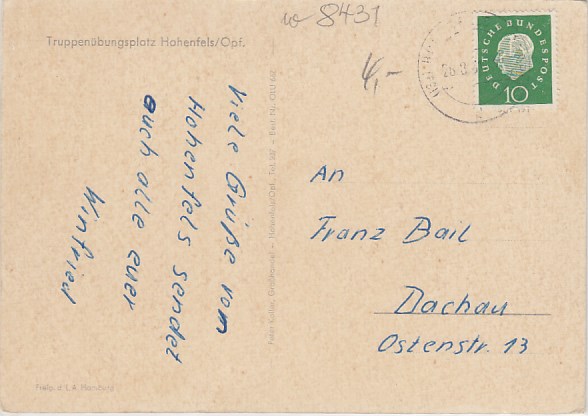 w 8431
Truppenübungsplatz Hohenfels/Opf.
4,-
DEUTSCHE BUNDESPOST
10
Viele Grüße vom
Hohenfels sendet
euch alle euer
Winfried
An
Franz Bail
Dachau
Ostenstr. 13